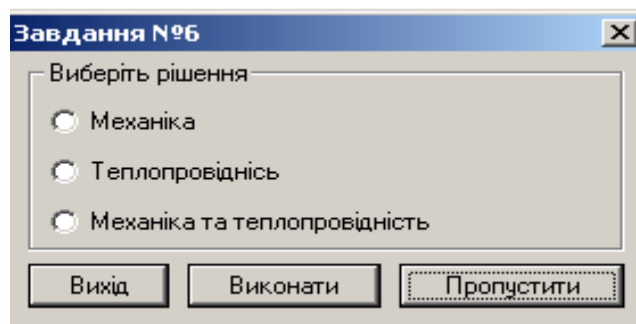 Завдання №6
Виберіть рішення
Механіка
Теплопровіднісь
Механіка та теплопровідність
Вихід Виконати Пропустити